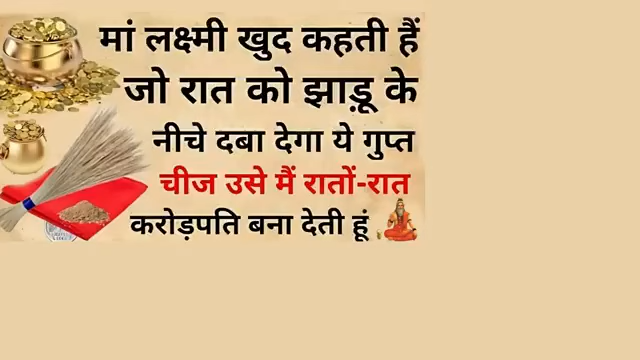 मां लक्ष्मी खुद कहती हैं
जो रात को झाड़ू के
नीचे दबा देगा ये गुप्त
चीज उसे मैं रातों-रात
करोड़पति बना देती हूं